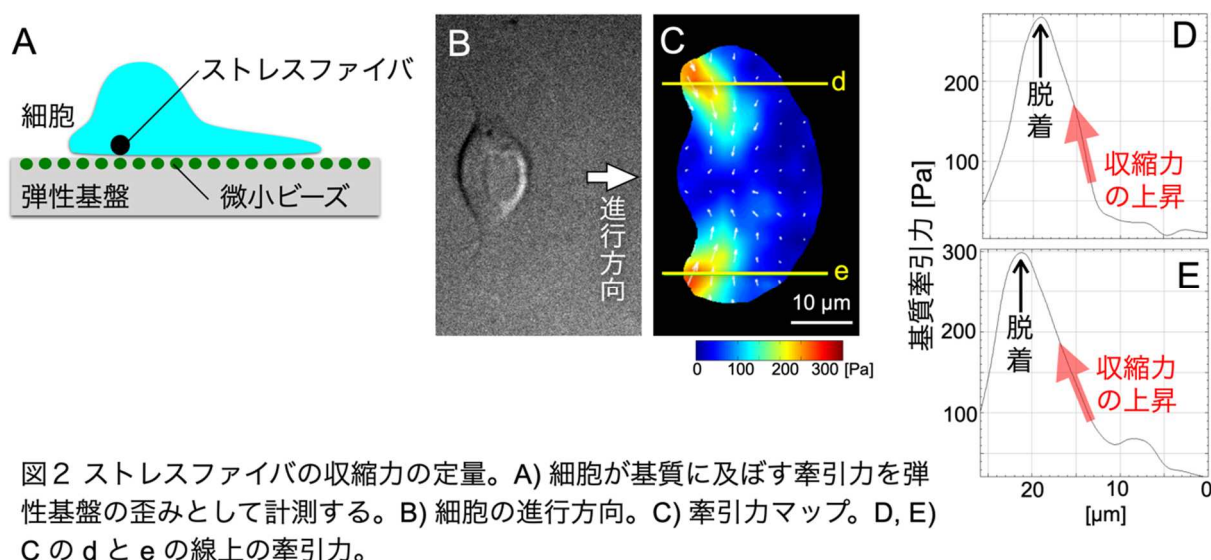 A
ストレスファイバ
細胞
弾性基盤
微小ビーズ
B
進行方向
C
d
e
10 µm
0 100 200 300 [Pa]
基質牽引力 [Pa]
D
200
100
脱着
収縮力
の上昇
E
300
200
100
脱着
収縮力
の上昇
20 10 0
[µm]
図2 ストレスファイバの収縮力の定量。A) 細胞が基質に及ぼす牽引力を弾
性基盤の歪みとして計測する。B) 細胞の進行方向。C) 牽引力マップ。D, E)
C の d と e の線上の牽引力。